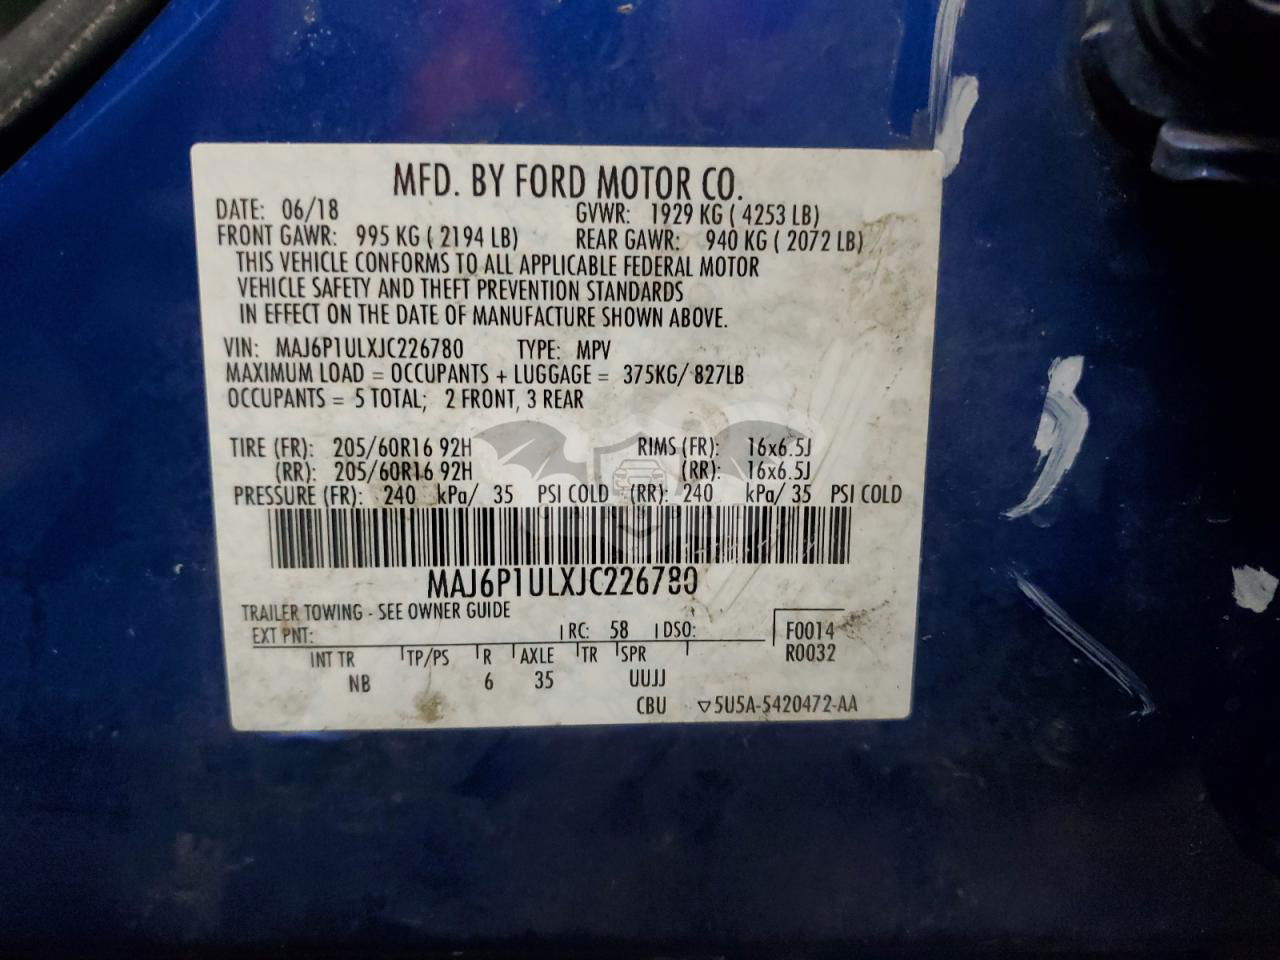 MFD. BY FORD MOTOR CO.
DATE: 06/18 GVWR: 1929 KG ( 4253 LB)
FRONT GAWR: 995 KG ( 2194 LB) REAR GAWR: 940 KG ( 2072 LB)
THIS VEHICLE CONFORMS TO ALL APPLICABLE FEDERAL MOTOR
VEHICLE SAFETY AND THEFT PREVENTION STANDARDS
IN EFFECT ON THE DATE OF MANUFACTURE SHOWN ABOVE.
VIN: MAJ6P1ULXJC226780 TYPE: MPV
MAXIMUM LOAD = OCCUPANTS + LUGGAGE = 375KG/ 827LB
OCCUPANTS = 5 TOTAL; 2 FRONT, 3 REAR
TIRE (FR): 205/60R16 92H RIMS (FR): 16x6.5J
(RR): 205/60R16 92H (RR): 16x6.5J
PRESSURE (FR): 240 kPa/ 35 PSI COLD (RR): 240 kPa/ 35 PSI COLD
MAJ6P1ULXJC226780
TRAILER TOWING - SEE OWNER GUIDE
EXT PNT: RC: 58 DSO: F0014
INT TR TP/PS R AXLE TR SPR R0032
NB 6 35 UUJJ
CBU ▽5U5A-5420472-AA